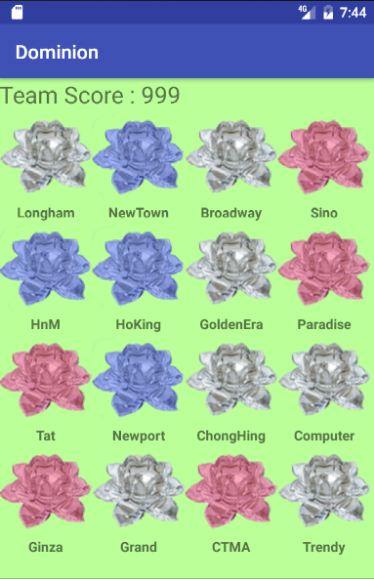 4G 7:44
Dominion
Team Score : 999
Longham NewTown Broadway Sino
HnM HoKing GoldenEra Paradise
Tat Newport ChongHing Computer
Ginza Grand CTMA Trendy